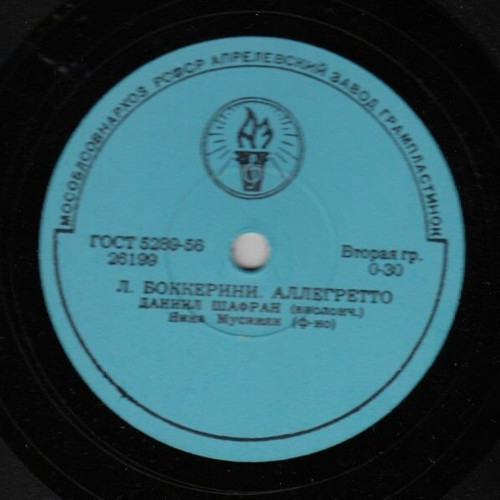 МОСОБЛСОВНАРХОЗ РСФСР АПРЕЛЕВСКИЙ ЗАВОД ГРАМПЛАСТИНОК
ГОСТ 5289-56
26199
Вторая гр.
0-30
Л. БОККЕРИНИ. АЛЛЕГРЕТТО
ДАНИИЛ ШАФРАН (виолонч.)
Нина Мусинян (ф-но)